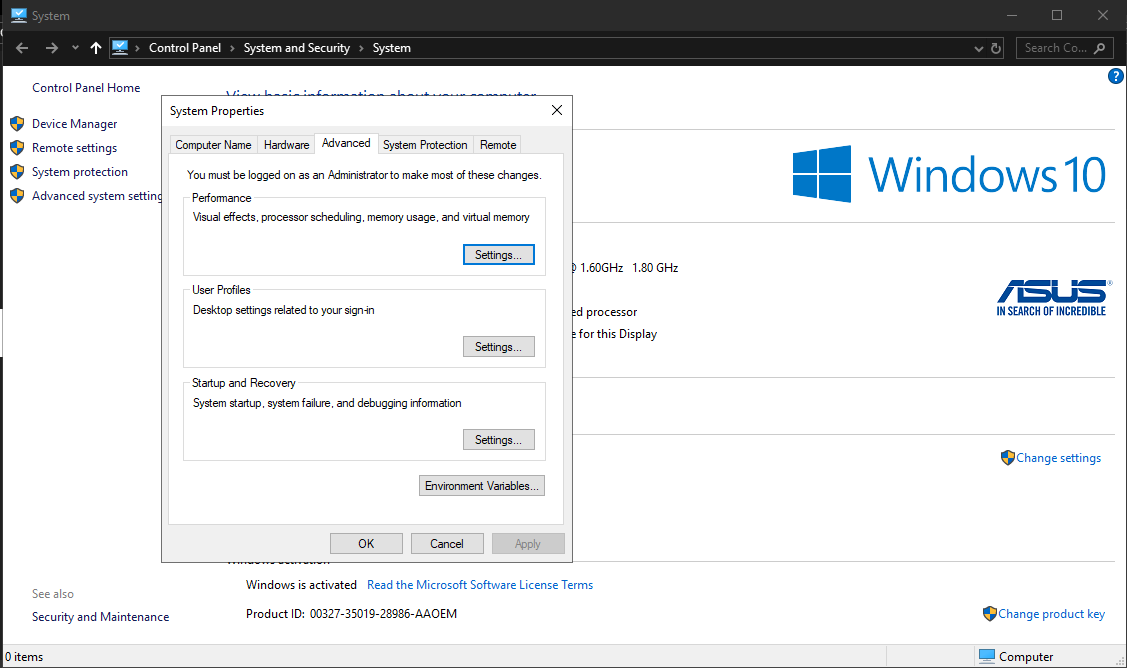 System
Control Panel > System and Security > System
Search Co...
Control Panel Home
Device Manager
Remote settings
System protection
Advanced system setting
View basic information about your computer
System Properties
Computer Name Hardware Advanced System Protection Remote
You must be logged on as an Administrator to make most of these changes.
Performance
Visual effects, processor scheduling, memory usage, and virtual memory
Settings...
User Profiles
Desktop settings related to your sign-in
Settings...
Startup and Recovery
System startup, system failure, and debugging information
Settings...
Environment Variables...
OK Cancel Apply
?
Windows 10
@ 1.60GHz 1.80 GHz
ed processor
e for this Display
ASUS®
IN SEARCH OF INCREDIBLE
Change settings
Windows activation
Windows is activated Read the Microsoft Software License Terms
Product ID: 00327-35019-28986-AAOEM
Change product key
See also
Security and Maintenance
0 items
Computer